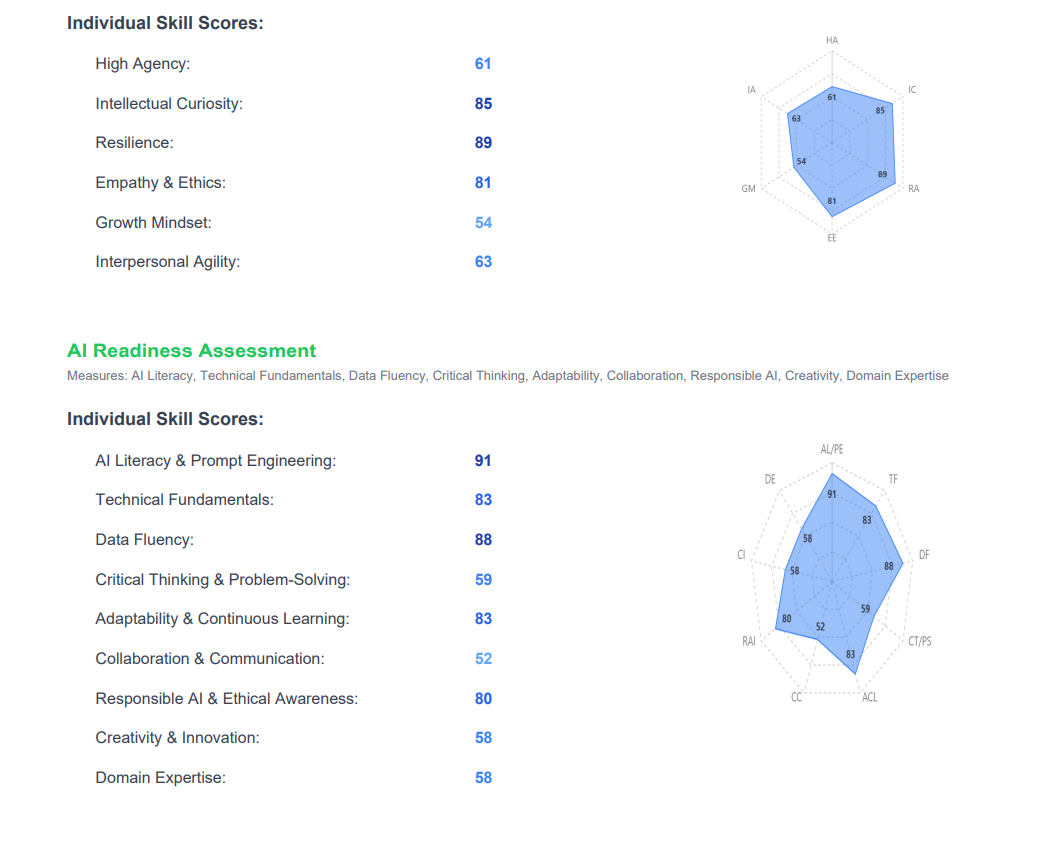 Individual Skill Scores:
High Agency: 61
Intellectual Curiosity: 85
Resilience: 89
Empathy & Ethics: 81
Growth Mindset: 54
Interpersonal Agility: 63
HA
IA
IC
61
85
63
54
89
GM
RA
81
EE
AI Readiness Assessment
Measures: AI Literacy, Technical Fundamentals, Data Fluency, Critical Thinking, Adaptability, Collaboration, Responsible AI, Creativity, Domain Expertise
Individual Skill Scores:
AI Literacy & Prompt Engineering: 91
Technical Fundamentals: 83
Data Fluency: 88
Critical Thinking & Problem-Solving: 59
Adaptability & Continuous Learning: 83
Collaboration & Communication: 52
Responsible AI & Ethical Awareness: 80
Creativity & Innovation: 58
Domain Expertise: 58
AL/PE
DE
TF
91
83
58
CI
DF
58
88
59
80
52
RAI
CT/PS
83
CC
ACL